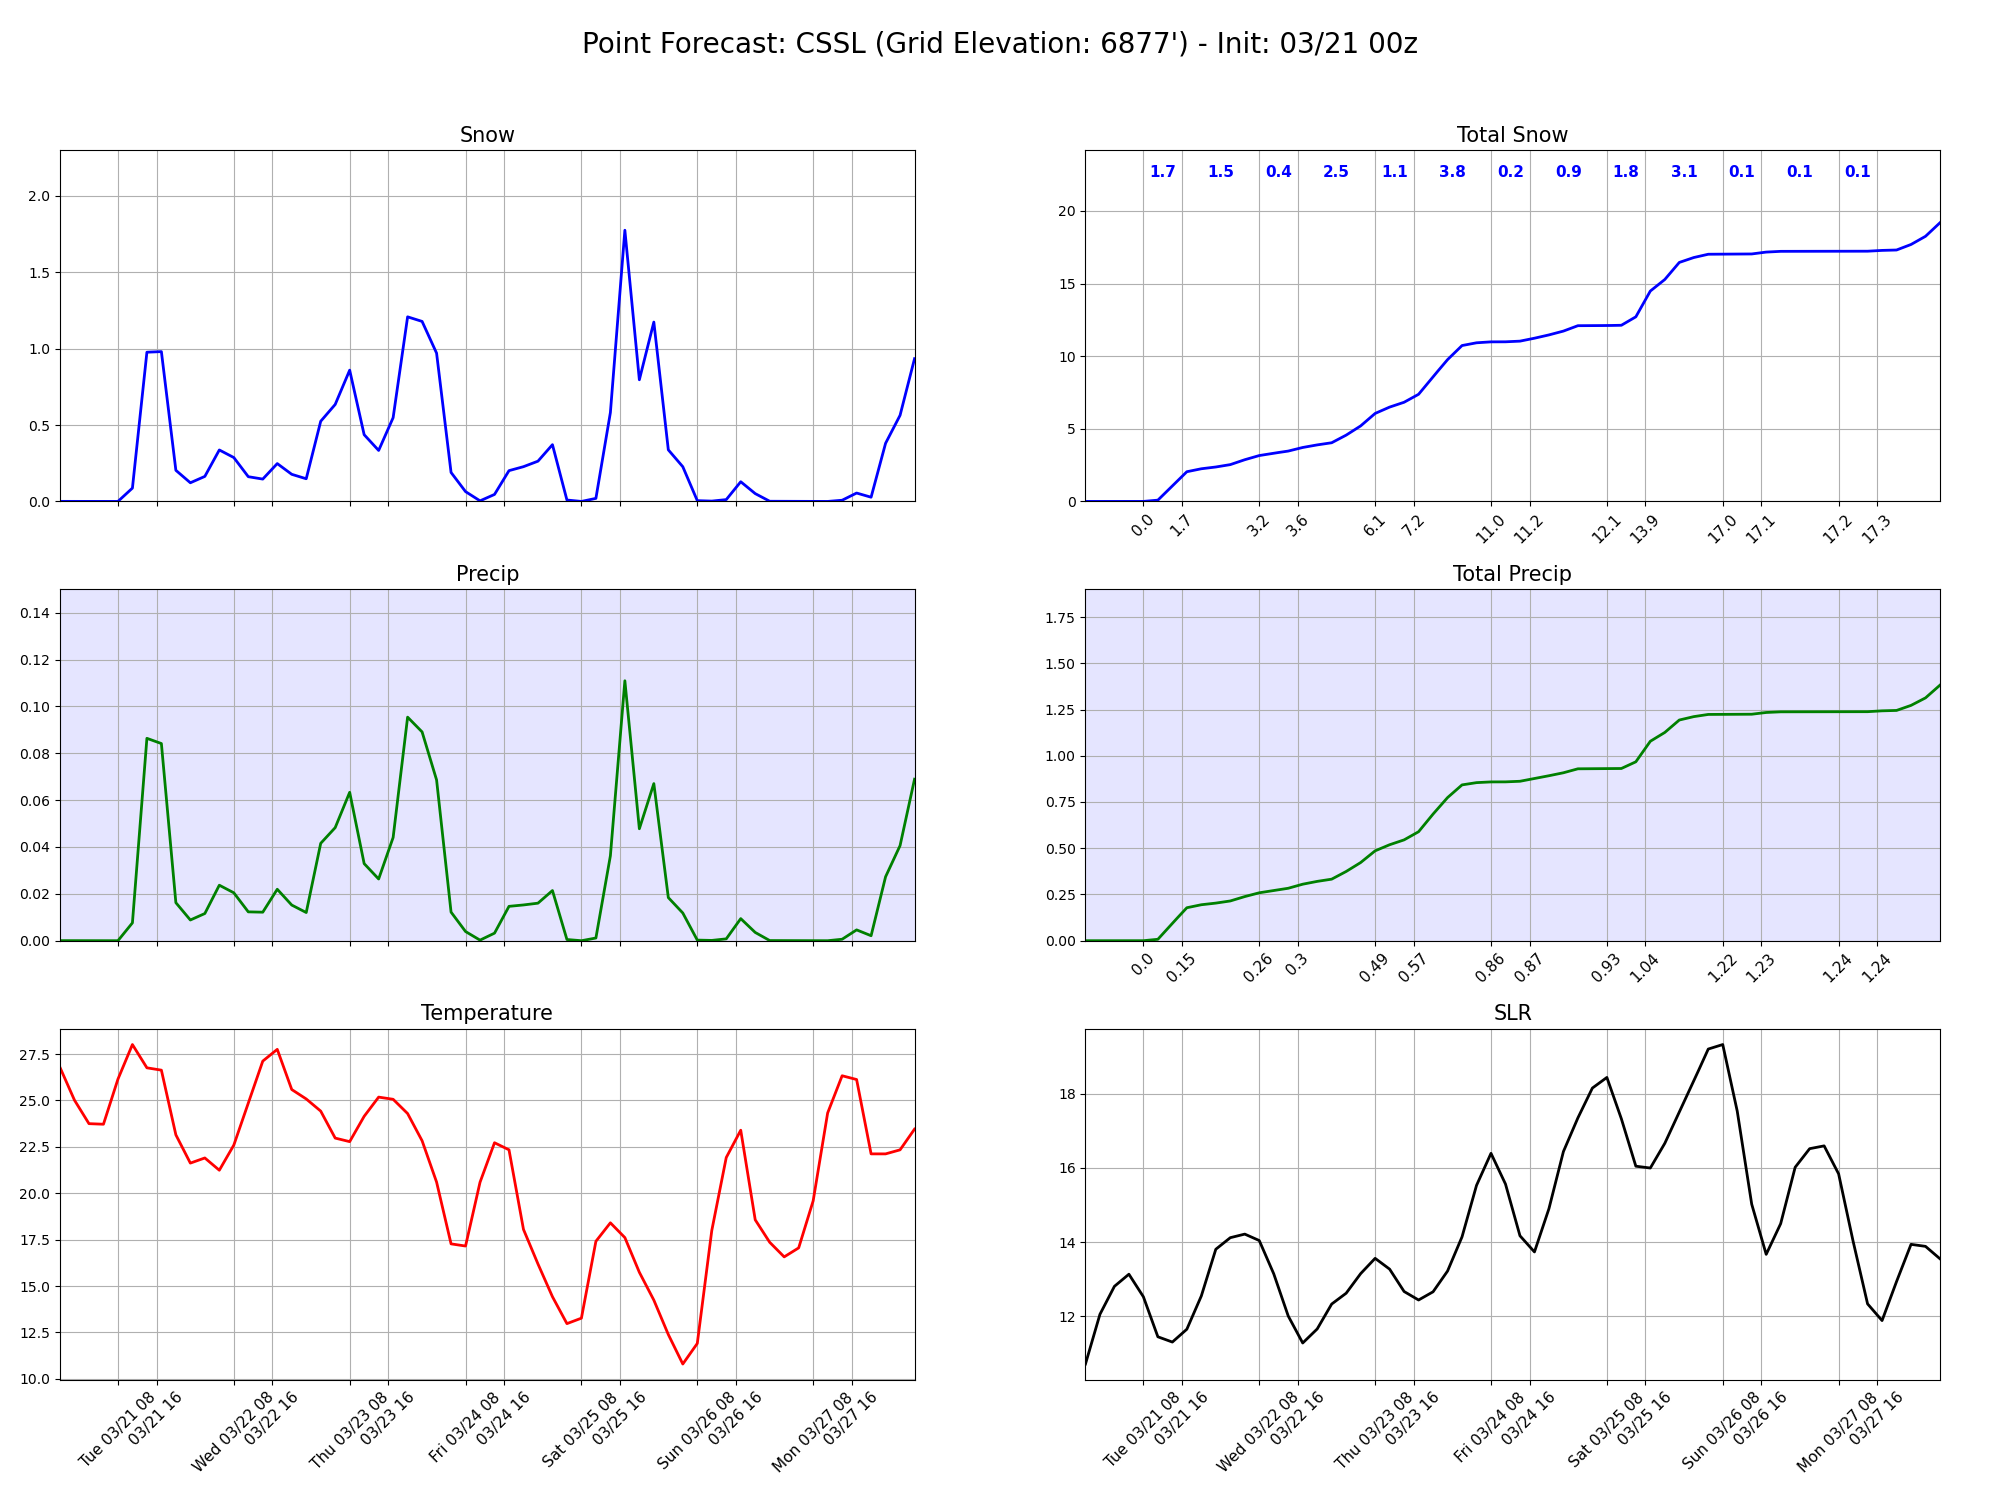 Point Forecast: CSSL (Grid Elevation: 6877') - Init: 03/21 00z
Snow
2.0
1.5
1.0
0.5
0.0
Total Snow
1.7 1.5 0.4 2.5 1.1 3.8 0.2 0.9 1.8 3.1 0.1 0.1 0.1
20
15
10
5
0
0.0 1.7 3.2 3.6 6.1 7.2 11.0 11.2 12.1 13.9 17.0 17.1 17.2 17.3
Precip
0.14
0.12
0.10
0.08
0.06
0.04
0.02
0.00
Total Precip
1.75
1.50
1.25
1.00
0.75
0.50
0.25
0.00
0.0 0.15 0.26 0.3 0.49 0.57 0.86 0.87 0.93 1.04 1.22 1.23 1.24 1.24
Temperature
27.5
25.0
22.5
20.0
17.5
15.0
12.5
10.0
Tue 03/21 08
03/21 16
Wed 03/22 08
03/22 16
Thu 03/23 08
03/23 16
Fri 03/24 08
03/24 16
Sat 03/25 08
03/25 16
Sun 03/26 08
03/26 16
Mon 03/27 08
03/27 16
SLR
18
16
14
12
Tue 03/21 08
03/21 16
Wed 03/22 08
03/22 16
Thu 03/23 08
03/23 16
Fri 03/24 08
03/24 16
Sat 03/25 08
03/25 16
Sun 03/26 08
03/26 16
Mon 03/27 08
03/27 16